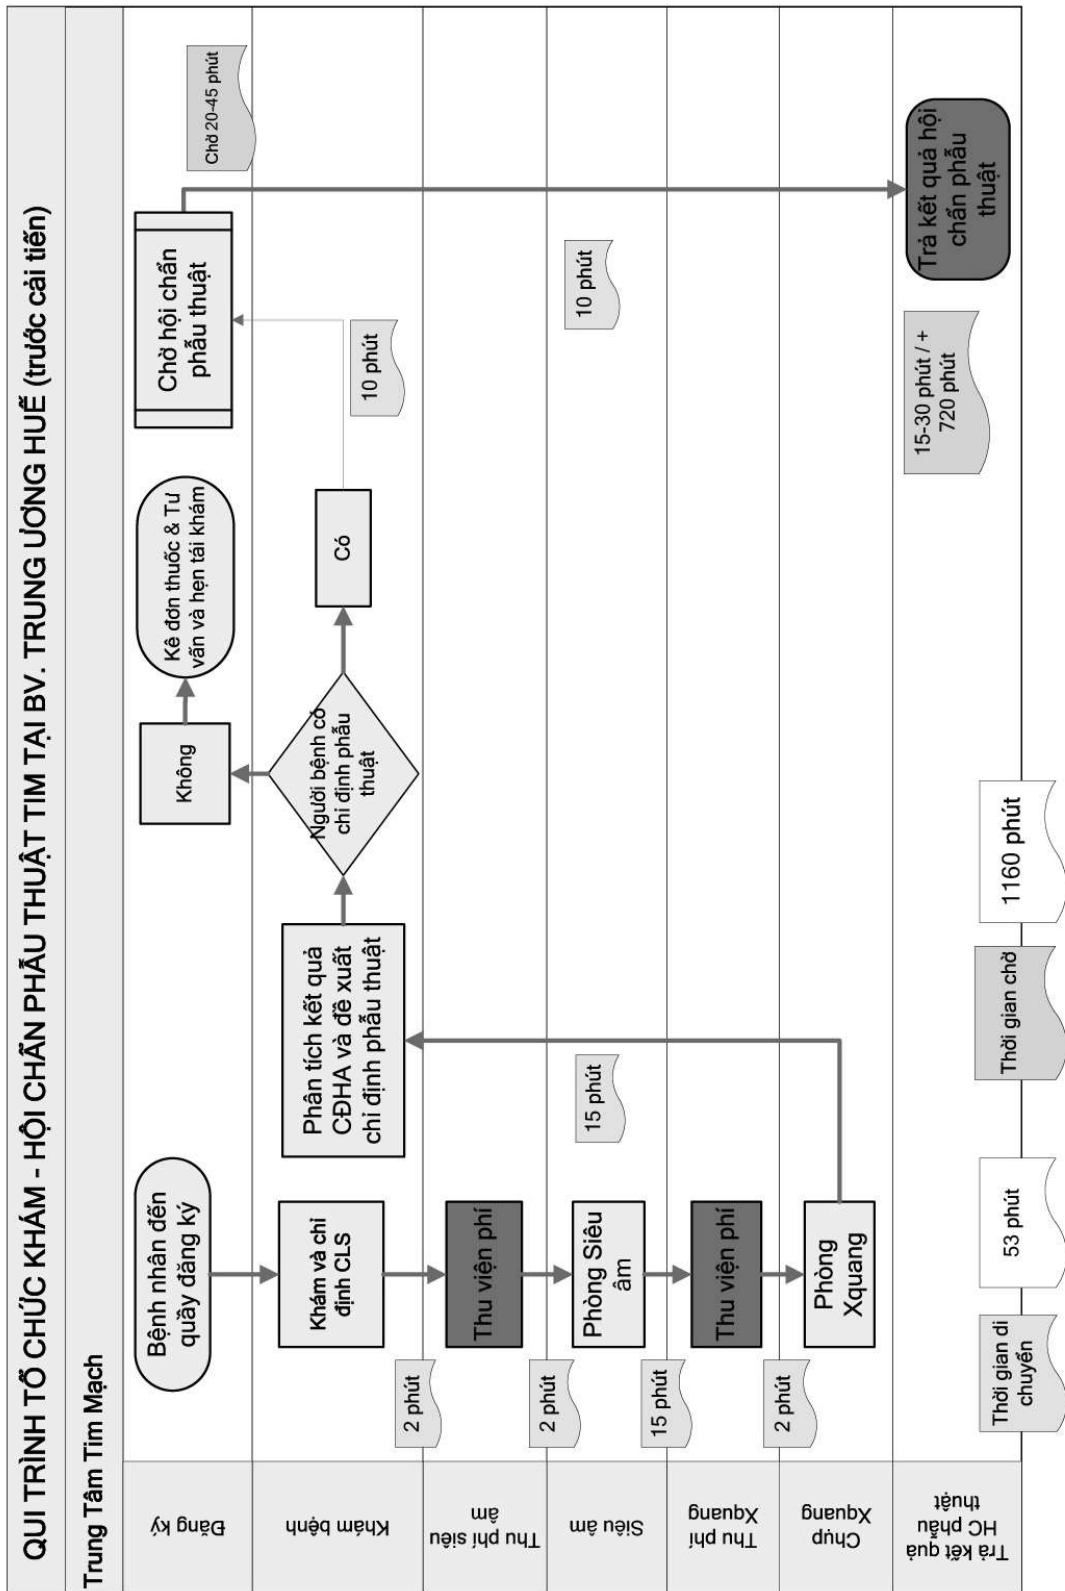 QUI TRÌNH TỔ CHỨC KHÁM - HỘI CHẨN PHẪU THUẬT TIM TẠI BV. TRUNG ƯƠNG HUẾ (trước cải tiến)
Trung Tâm Tim Mạch
Đăng ký
Bệnh nhân đến
quầy đăng ký
Không
Kê đơn thuốc & Tư
vấn và hẹn tái khám
Chờ hội chẩn
phẫu thuật
Chờ 20-45 phút
Khám bệnh
Khám và chỉ
định CLS
Phân tích kết quả
CĐHA và đề xuất
chỉ định phẫu thuật
Người bệnh có
chỉ định phẫu
thuật
Có
10 phút
2 phút
Thu phí siêu
âm
Thu viện phí
2 phút
Siêu âm
Phòng Siêu
âm
15 phút
10 phút
15 phút
Thu phí
Xquang
Thu viện phí
2 phút
Chụp
Xquang
Phòng
Xquang
Trả kết quả
HC phẫu
thuật
15-30 phút / +
720 phút
Trả kết quả hội
chẩn phẫu
thuật
Thời gian di
chuyển
53 phút
Thời gian chờ
1160 phút